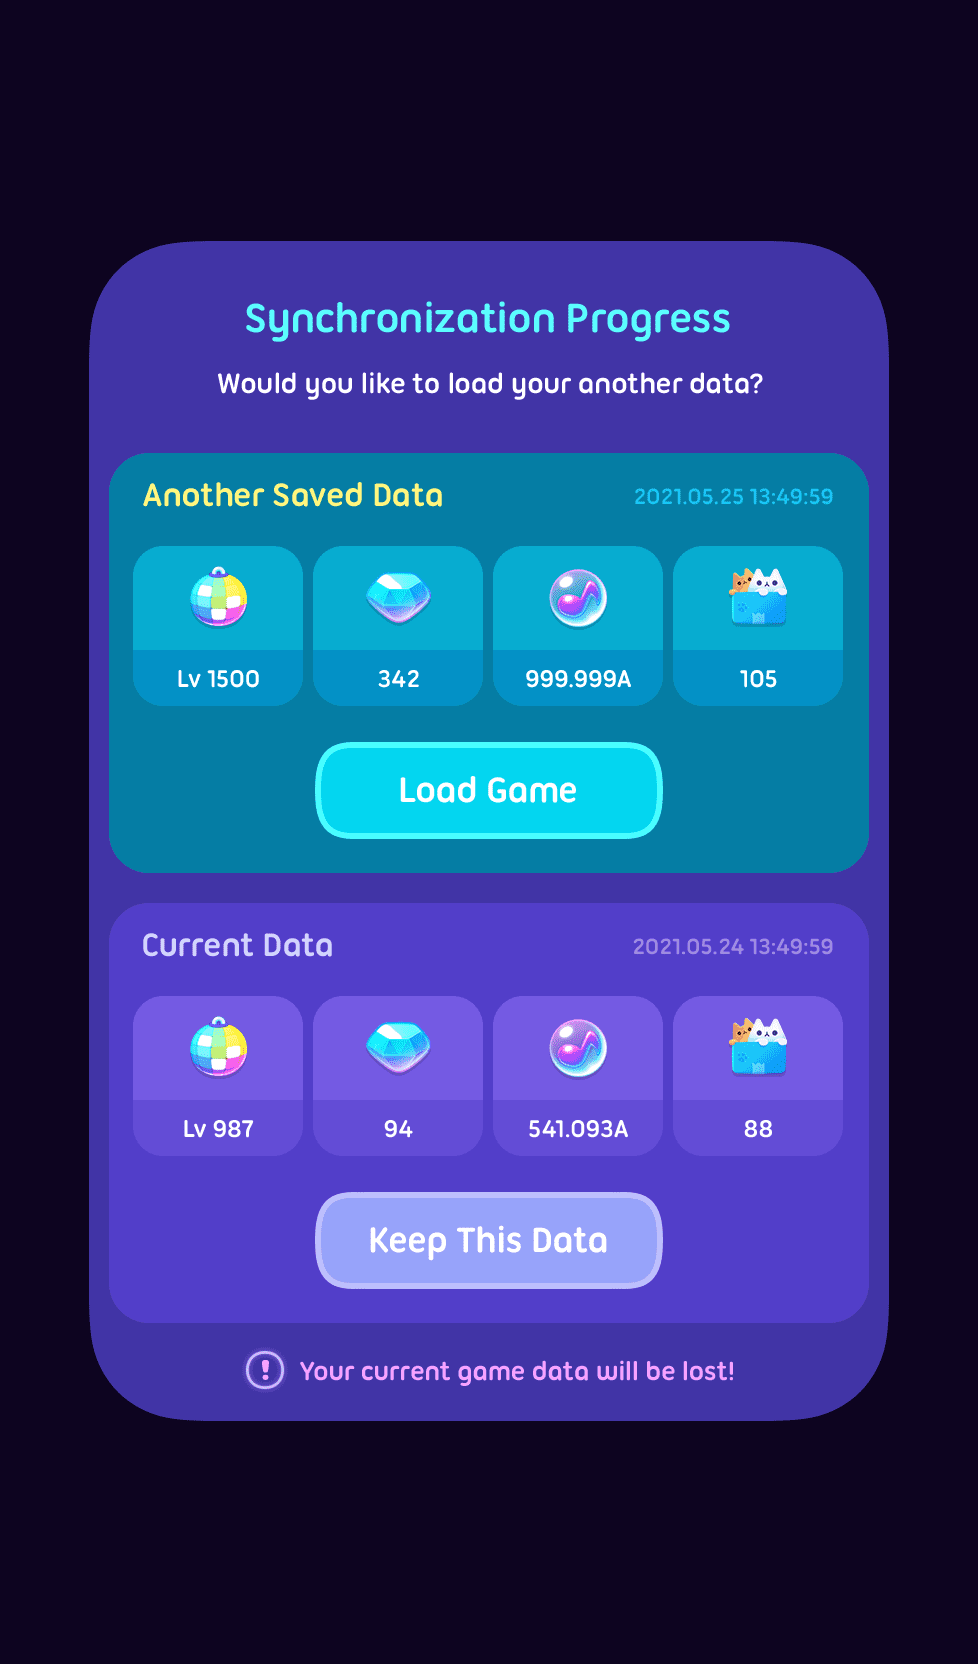 Synchronization Progress
Would you like to load your another data?
Another Saved Data
2021.05.25 13:49:59
Lv 1500
342
999.999A
105
Load Game
Current Data
2021.05.24 13:49:59
Lv 987
94
541.093A
88
Keep This Data
Your current game data will be lost!